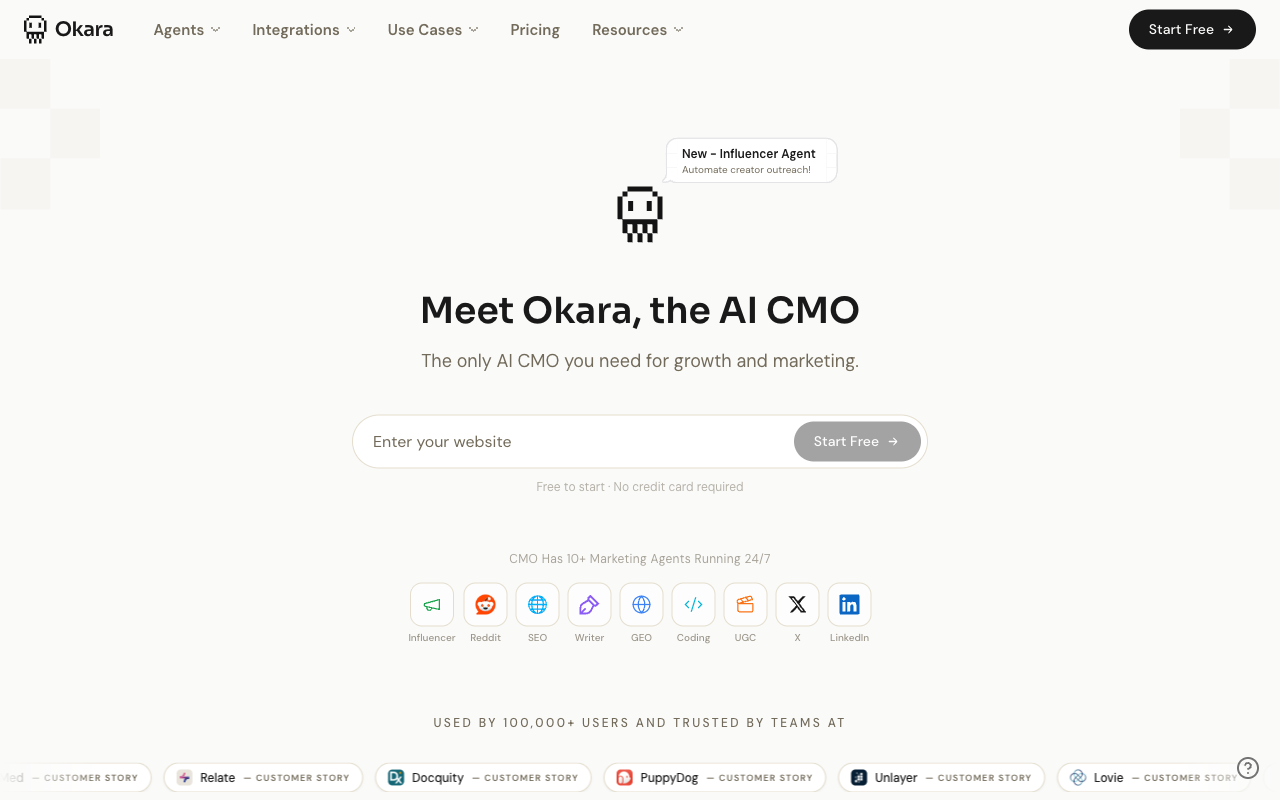 Okara
Agents
Integrations
Use Cases
Pricing
Resources
Start Free
New - Influencer Agent
Automate creator outreach!
Meet Okara, the AI CMO
The only AI CMO you need for growth and marketing.
Enter your website
Start Free
Free to start · No credit card required
CMO Has 10+ Marketing Agents Running 24/7
Influencer
Reddit
SEO
Writer
GEO
Coding
UGC
X
LinkedIn
USED BY 100,000+ USERS AND TRUSTED BY TEAMS AT
— CUSTOMER STORY
Relate — CUSTOMER STORY
Docquity — CUSTOMER STORY
PuppyDog — CUSTOMER STORY
Unlayer — CUSTOMER STORY
Lovie — CUSTOMER STORY